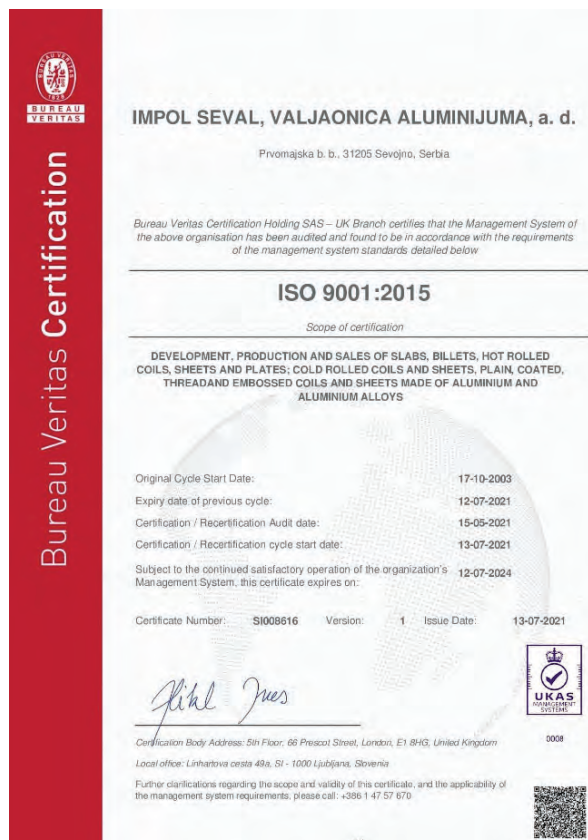 BUREAU
VERITAS
Bureau Veritas Certification
IMPOL SEVAL, VALJAONICA ALUMINIJUMA, a. d.
Prvomajska b. b., 31205 Sevojno, Serbia
Bureau Veritas Certification Holding SAS – UK Branch certifies that the Management System of
the above organisation has been audited and found to be in accordance with the requirements
of the management system standards detailed below
ISO 9001:2015
Scope of certification
DEVELOPMENT, PRODUCTION AND SALES OF SLABS, BILLETS, HOT ROLLED
COILS, SHEETS AND PLATES; COLD ROLLED COILS AND SHEETS, PLAIN, COATED,
THREADAND EMBOSSED COILS AND SHEETS MADE OF ALUMINIUM AND
ALUMINIUM ALLOYS
Original Cycle Start Date: 17-10-2003
Expiry date of previous cycle: 12-07-2021
Certification / Recertification Audit date: 15-05-2021
Certification / Recertification cycle start date: 13-07-2021
Subject to the continued satisfactory operation of the organization's
Management System, this certificate expires on: 12-07-2024
Certificate Number: SI008616 Version: 1 Issue Date: 13-07-2021
UKAS
MANAGEMENT
SYSTEMS
0008
Certification Body Address: 5th Floor, 66 Prescot Street, London, E1 8HG, United Kingdom
Local office: Linhartova cesta 49a, SI - 1000 Ljubljana, Slovenia
Further clarifications regarding the scope and validity of this certificate, and the applicability of
the management system requirements, please call: +386 1 47 57 670